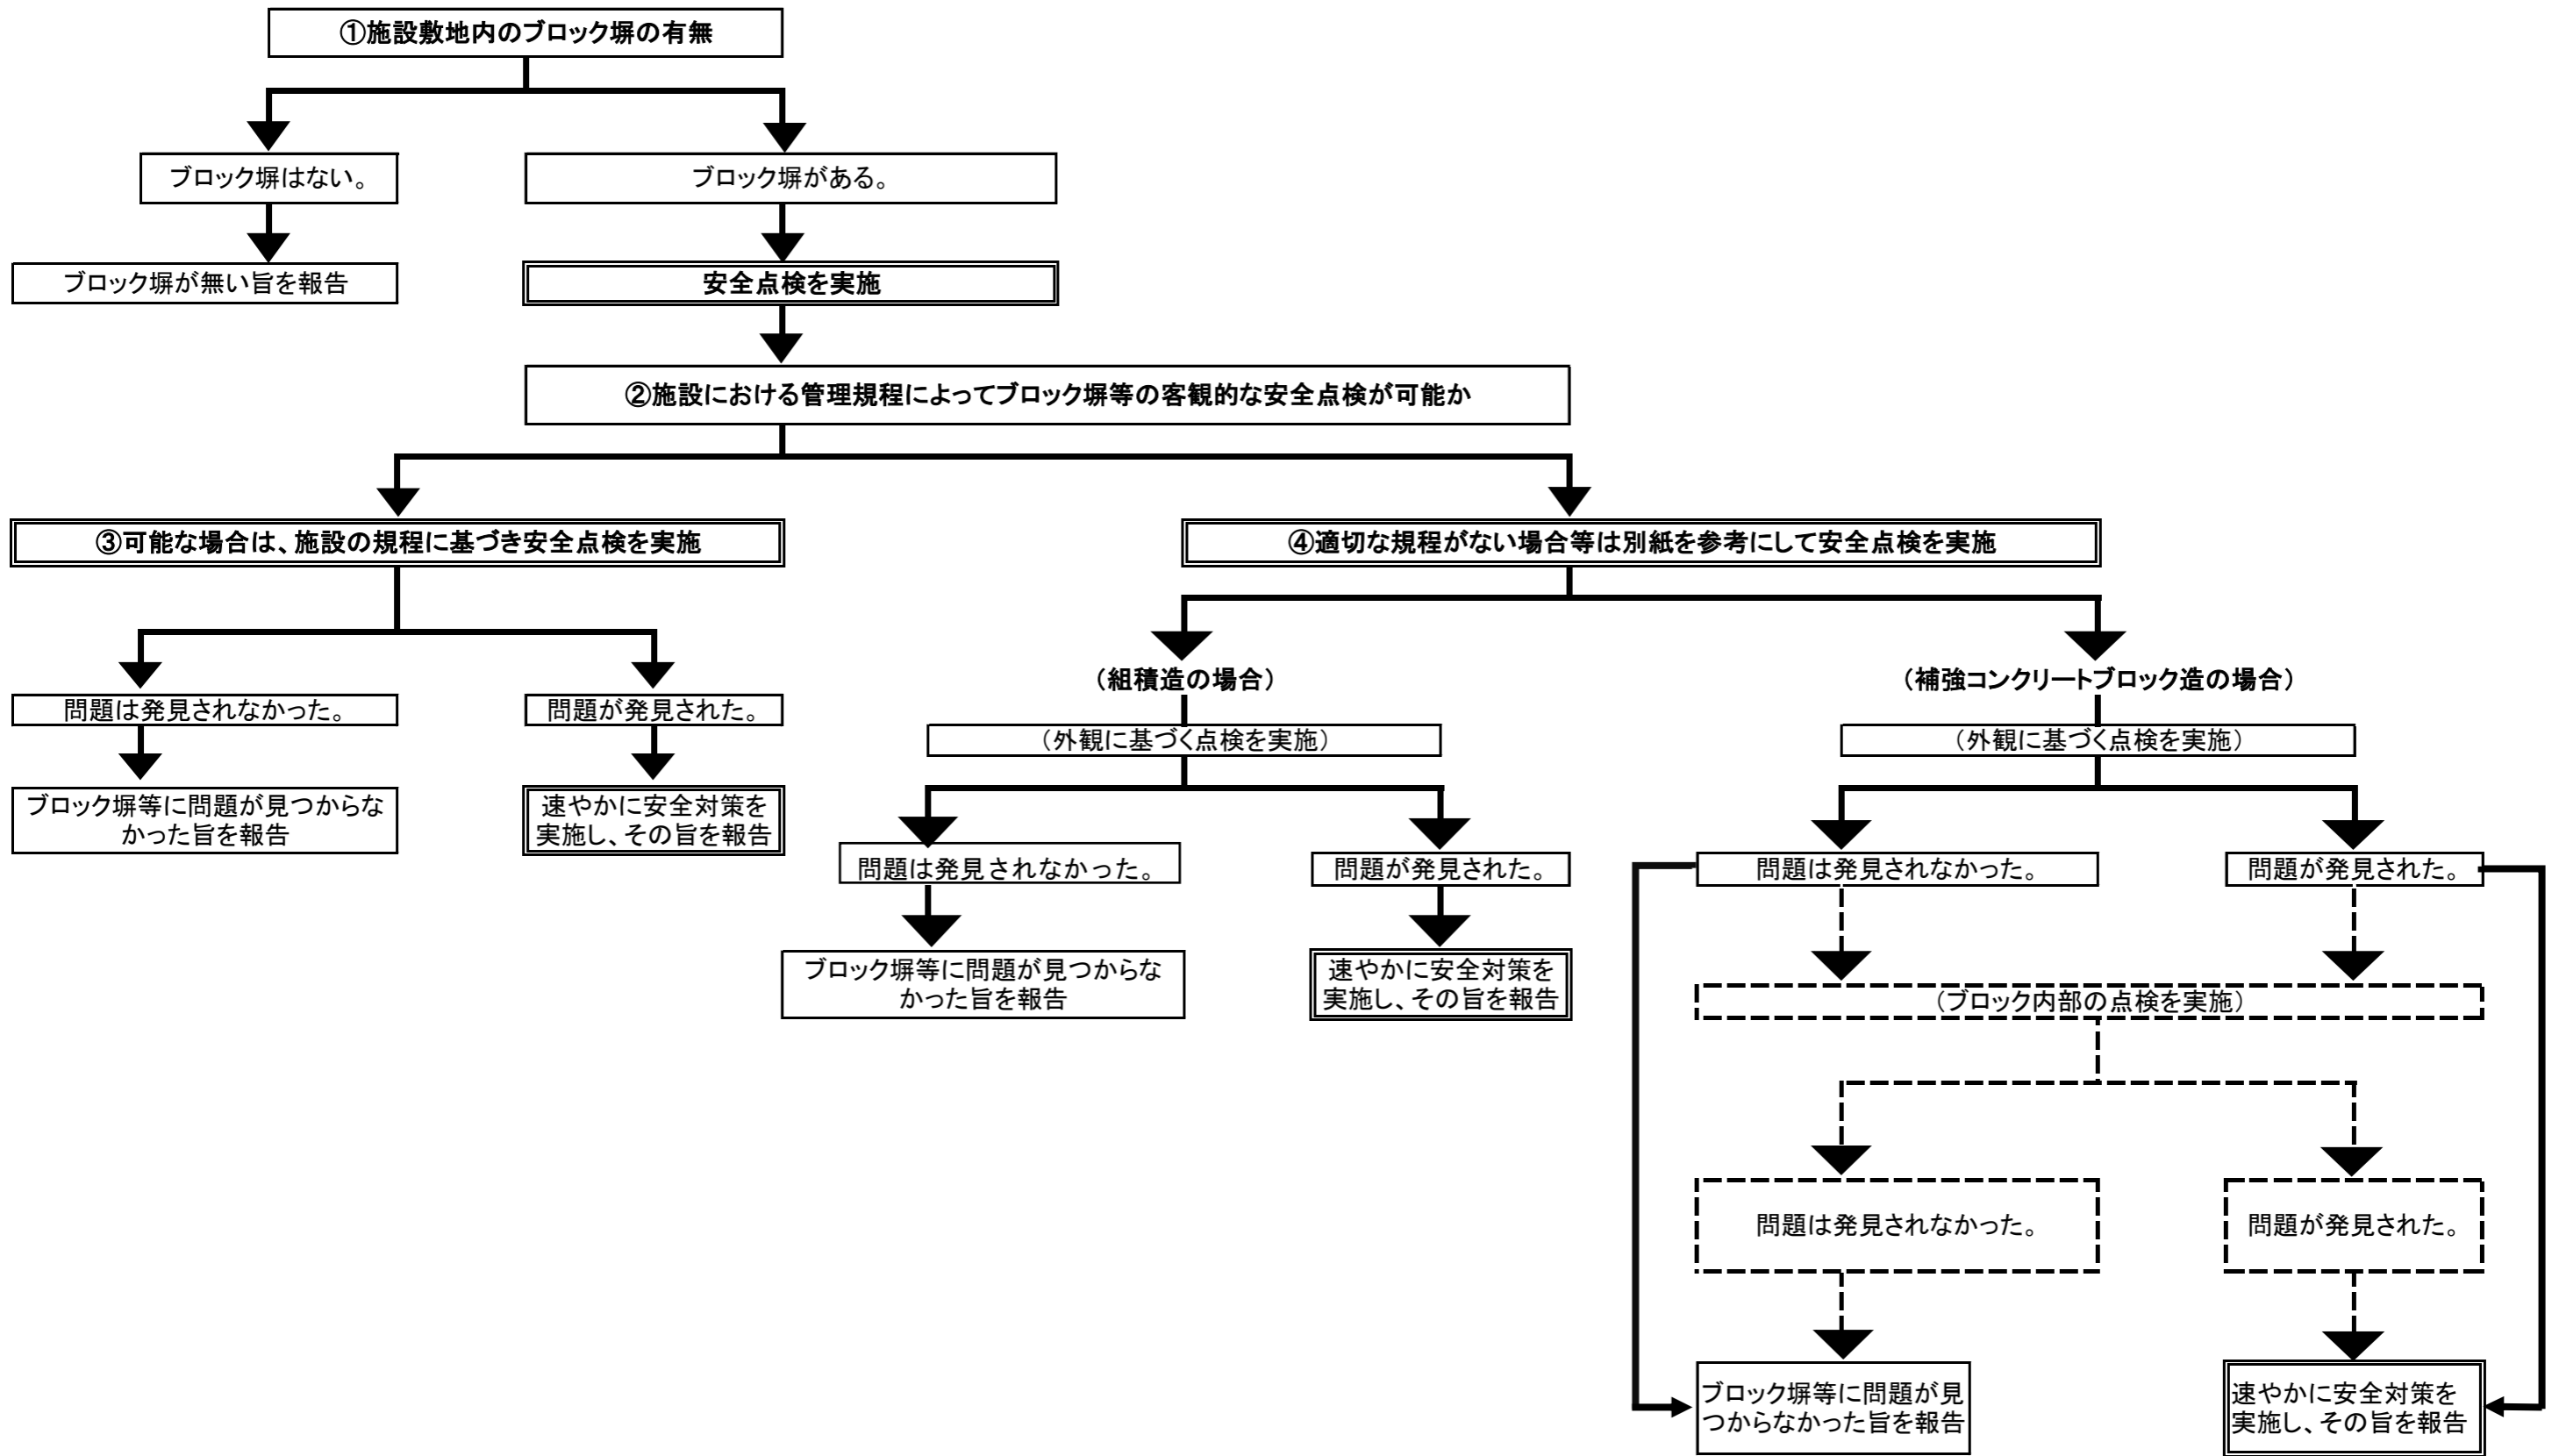 ①施設敷地内のブロック塀の有無
ブロック塀はない。
ブロック塀がある。
ブロック塀が無い旨を報告
安全点検を実施
②施設における管理規程によってブロック塀等の客観的な安全点検が可能か
③可能な場合は、施設の規程に基づき安全点検を実施
④適切な規程がない場合等は別紙を参考にして安全点検を実施
問題は発見されなかった。
問題が発見された。
ブロック塀等に問題が見つからな
かった旨を報告
速やかに安全対策を
実施し、その旨を報告
（組積造の場合）
（外観に基づく点検を実施）
問題は発見されなかった。
問題が発見された。
ブロック塀等に問題が見つからな
かった旨を報告
速やかに安全対策を
実施し、その旨を報告
（補強コンクリートブロック造の場合）
（外観に基づく点検を実施）
問題は発見されなかった。
問題が発見された。
（ブロック内部の点検を実施）
問題は発見されなかった。
問題が発見された。
ブロック塀等に問題が見
つからなかった旨を報告
速やかに安全対策を
実施し、その旨を報告